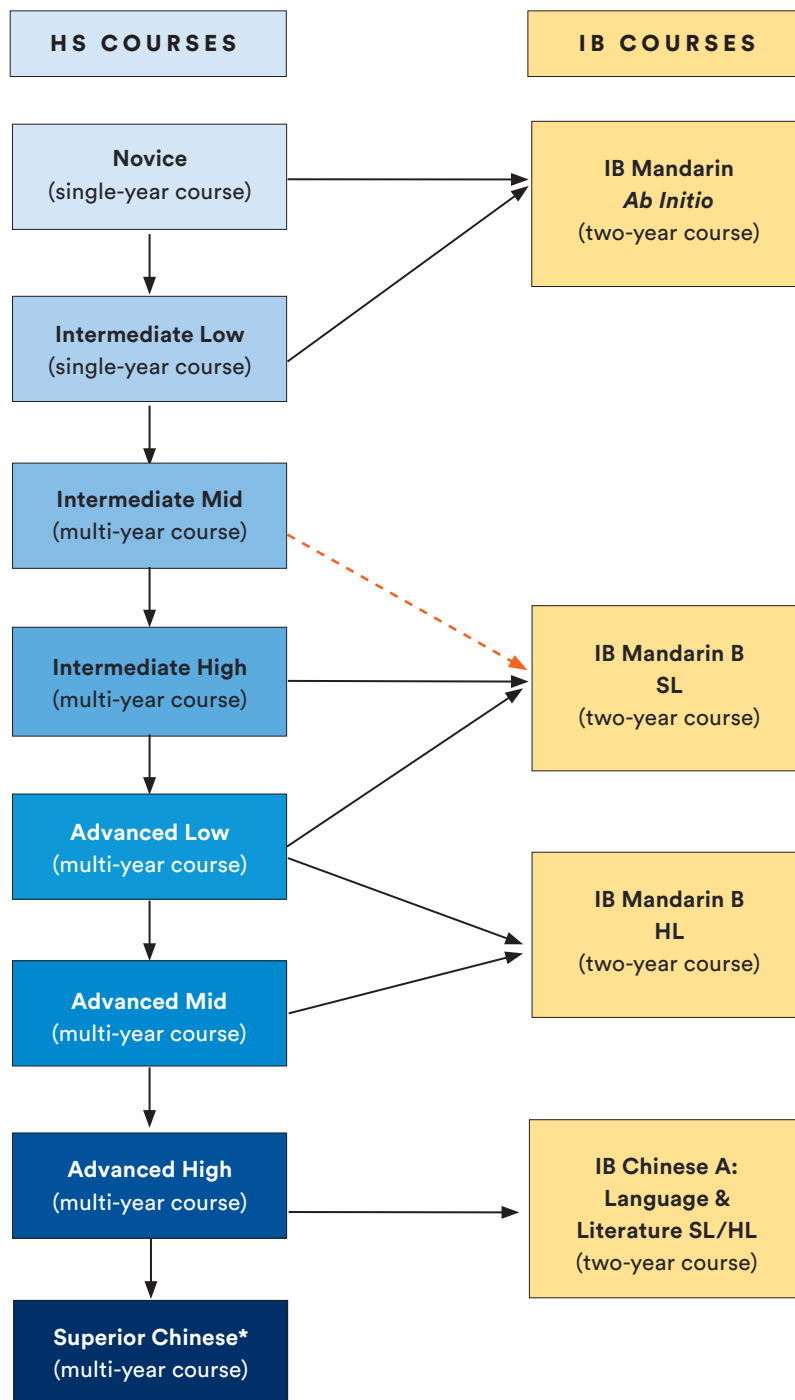 HS COURSES
IB COURSES
Novice
(single-year course)
IB Mandarin
Ab Initio
(two-year course)
Intermediate Low
(single-year course)
Intermediate Mid
(multi-year course)
Intermediate High
(multi-year course)
IB Mandarin B
SL
(two-year course)
Advanced Low
(multi-year course)
IB Mandarin B
HL
(two-year course)
Advanced Mid
(multi-year course)
Advanced High
(multi-year course)
IB Chinese A:
Language &
Literature SL/HL
(two-year course)
Superior Chinese*
(multi-year course)